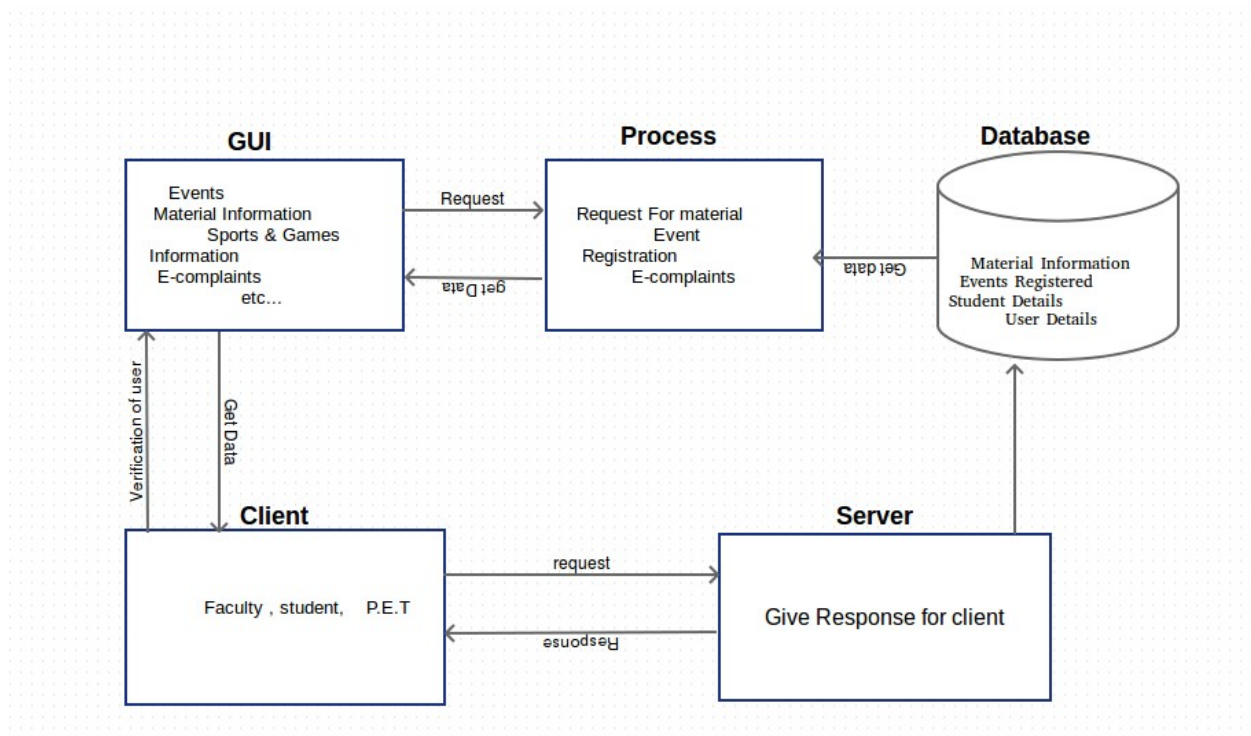 GUI
Events
Material Information
Sports & Games
Information
E-complaints
etc...
Request
get Data
Process
Request For material
Event
Registration
E-complaints
Get data
Database
Material Information
Events Registered
Student Details
User Details
Verification of user
Get Data
Client
Faculty , student, P.E.T
request
Response
Server
Give Response for client